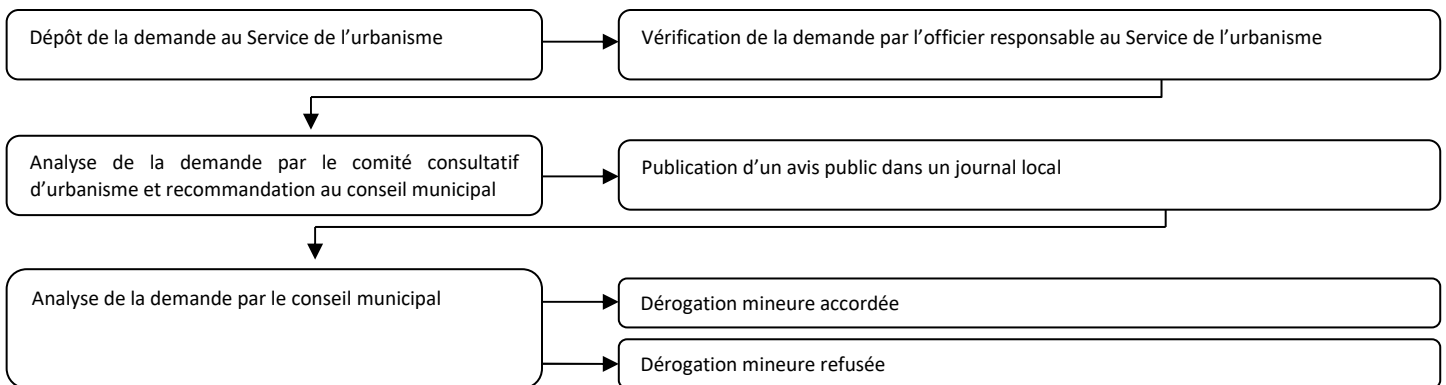 Dépôt de la demande au Service de l’urbanisme
Vérification de la demande par l’officier responsable au Service de l’urbanisme
Analyse de la demande par le comité consultatif
d’urbanisme et recommandation au conseil municipal
Publication d’un avis public dans un journal local
Analyse de la demande par le conseil municipal
Dérogation mineure accordée
Dérogation mineure refusée